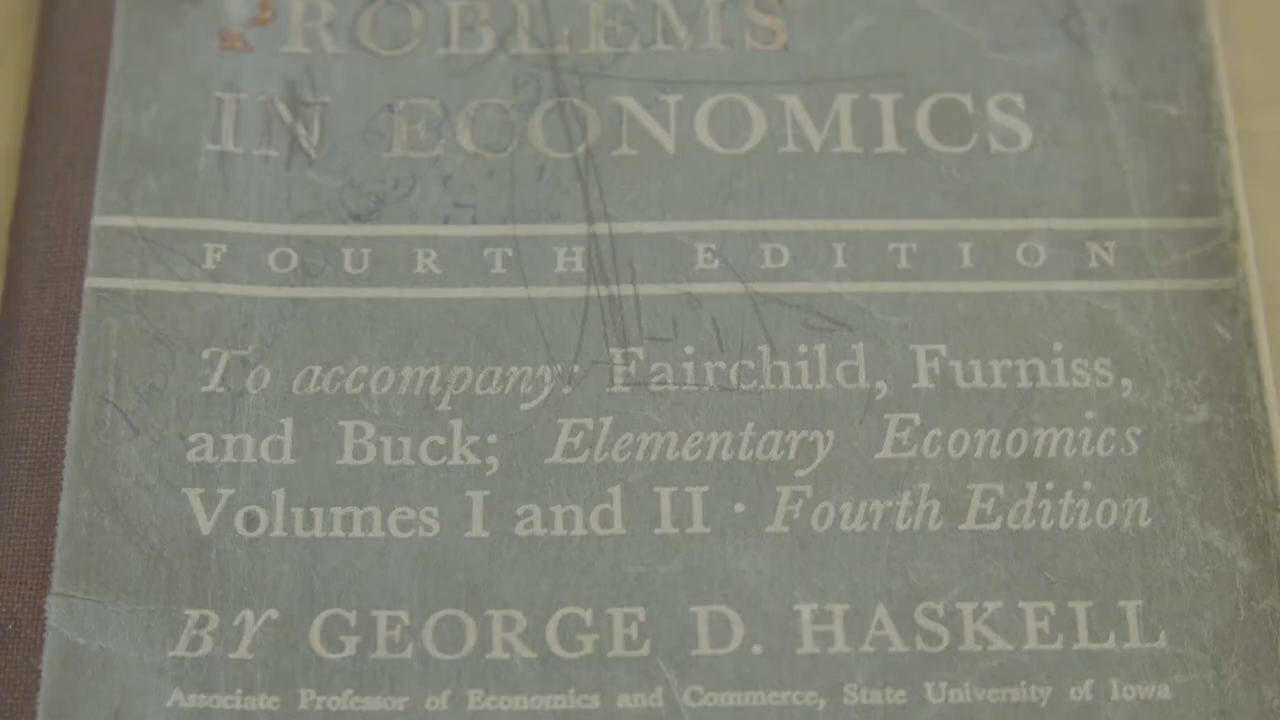 PROBLEMS
IN ECONOMICS
FOURTH EDITION
To accompany: Fairchild, Furniss,
and Buck; Elementary Economics
Volumes I and II · Fourth Edition
BY GEORGE D. HASKELL
Associate Professor of Economics and Commerce, State University of Iowa